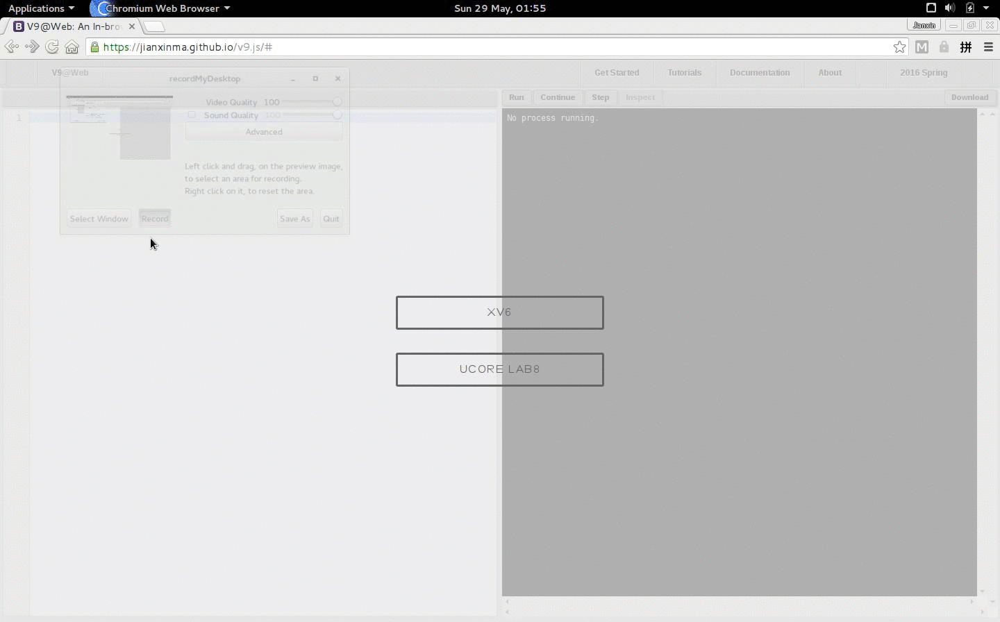 Applications
Chromium Web Browser
Sun 29 May, 01:55
V9@Web: An In-bro
Jianxin
https://jianxinma.github.io/v9.js/#
M
拼
V9@Web
Get Started
Tutorials
Documentation
About
2016 Spring
recordMyDesktop
Video Quality 100
Sound Quality 100
Advanced
Left click and drag, on the preview image,
to select an area for recording.
Right click on it, to reset the area.
Select Window
Record
Save As
Quit
1
Run
Continue
Step
Inspect
Download
No process running.
XV6
UCORE LAB8